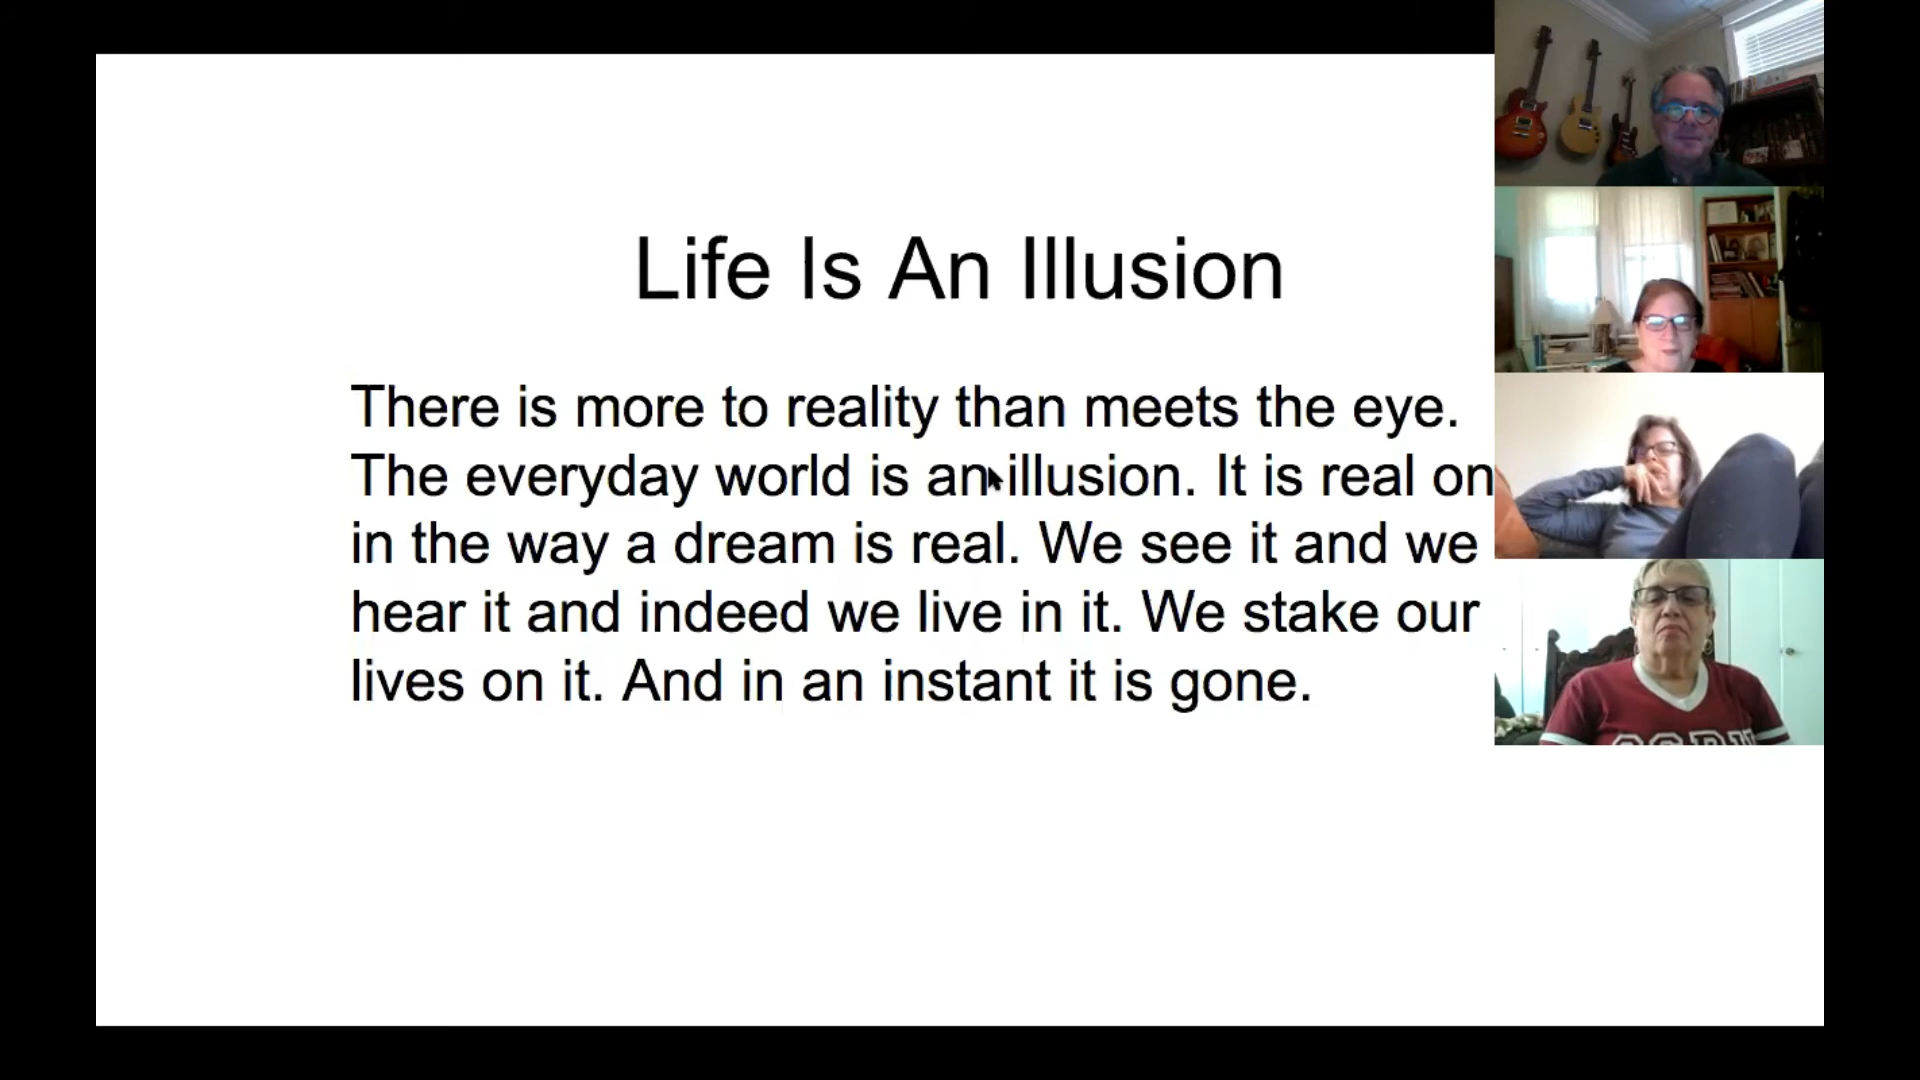 Life Is An Illusion
There is more to reality than meets the eye.
The everyday world is an illusion. It is real on
in the way a dream is real. We see it and we
hear it and indeed we live in it. We stake our
lives on it. And in an instant it is gone.